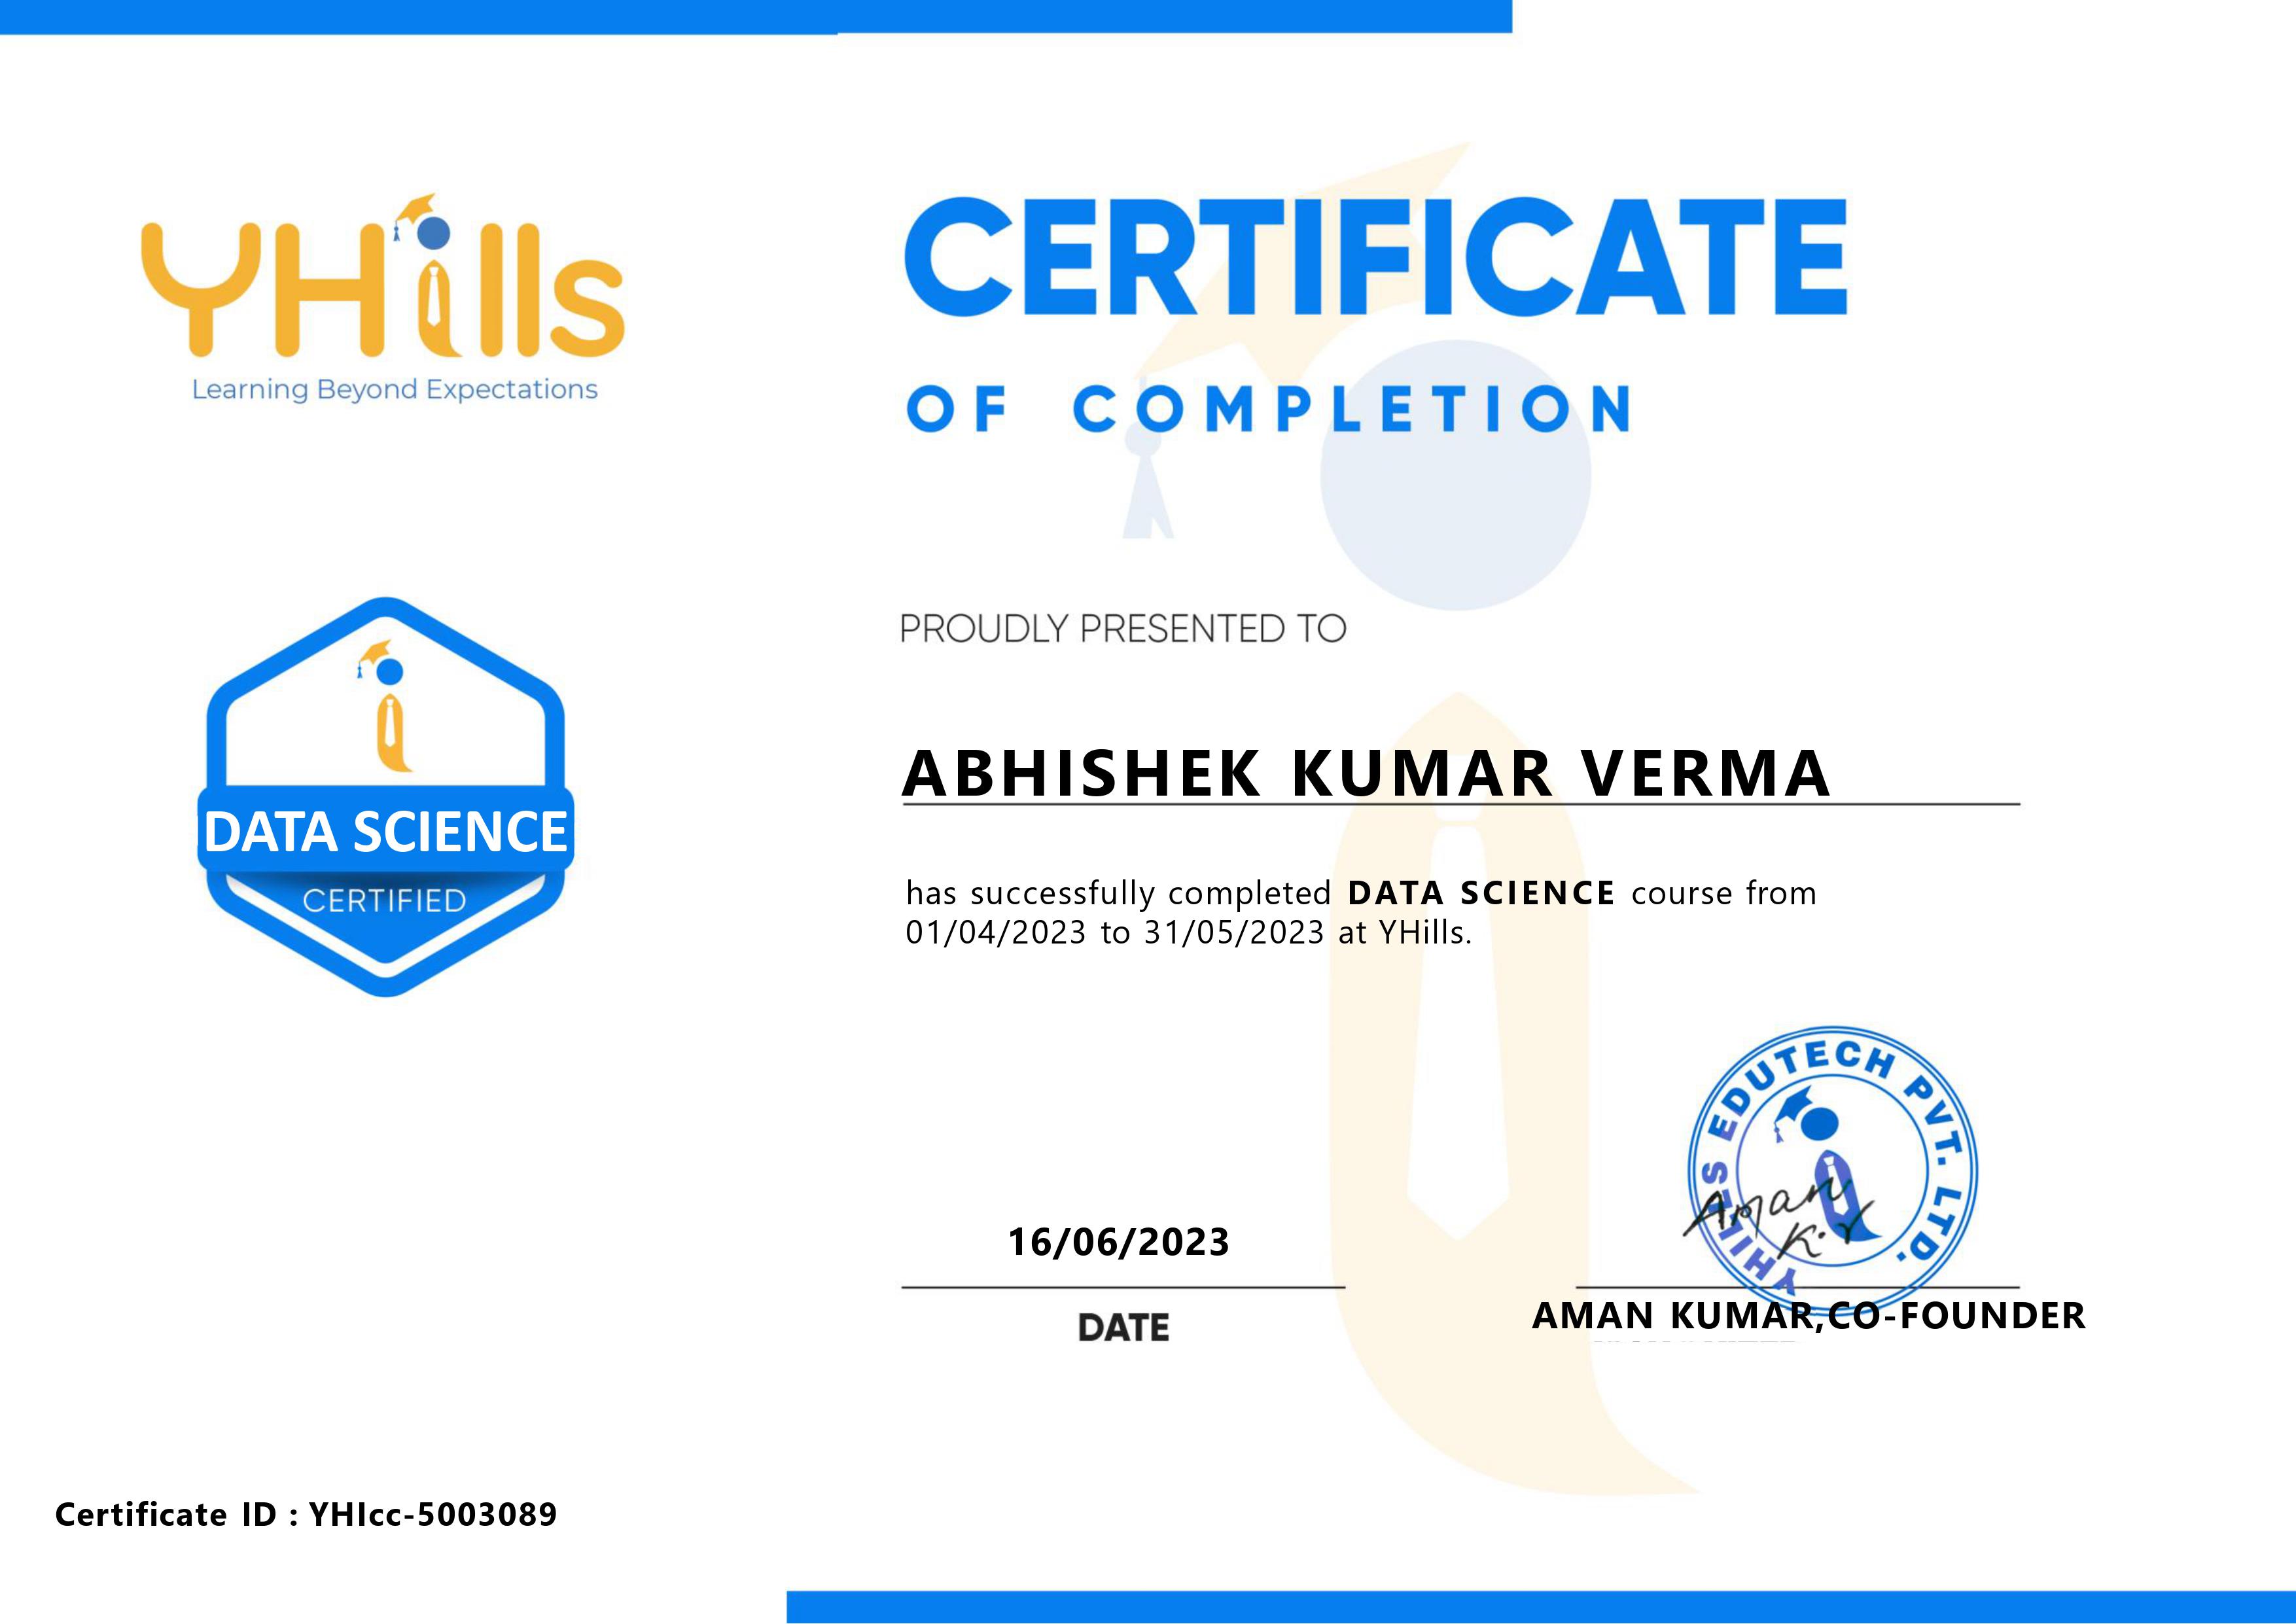 YHills
Learning Beyond Expectations
CERTIFICATE
OF COMPLETION
PROUDLY PRESENTED TO
ABHISHEK KUMAR VERMA
has successfully completed DATA SCIENCE course from
01/04/2023 to 31/05/2023 at YHills.
DATA SCIENCE
CERTIFIED
YHILLS EDUTECH PVT. LTD.
Aman
K.Y
16/06/2023
DATE
AMAN KUMAR,CO-FOUNDER
Certificate ID : YHIcc-5003089